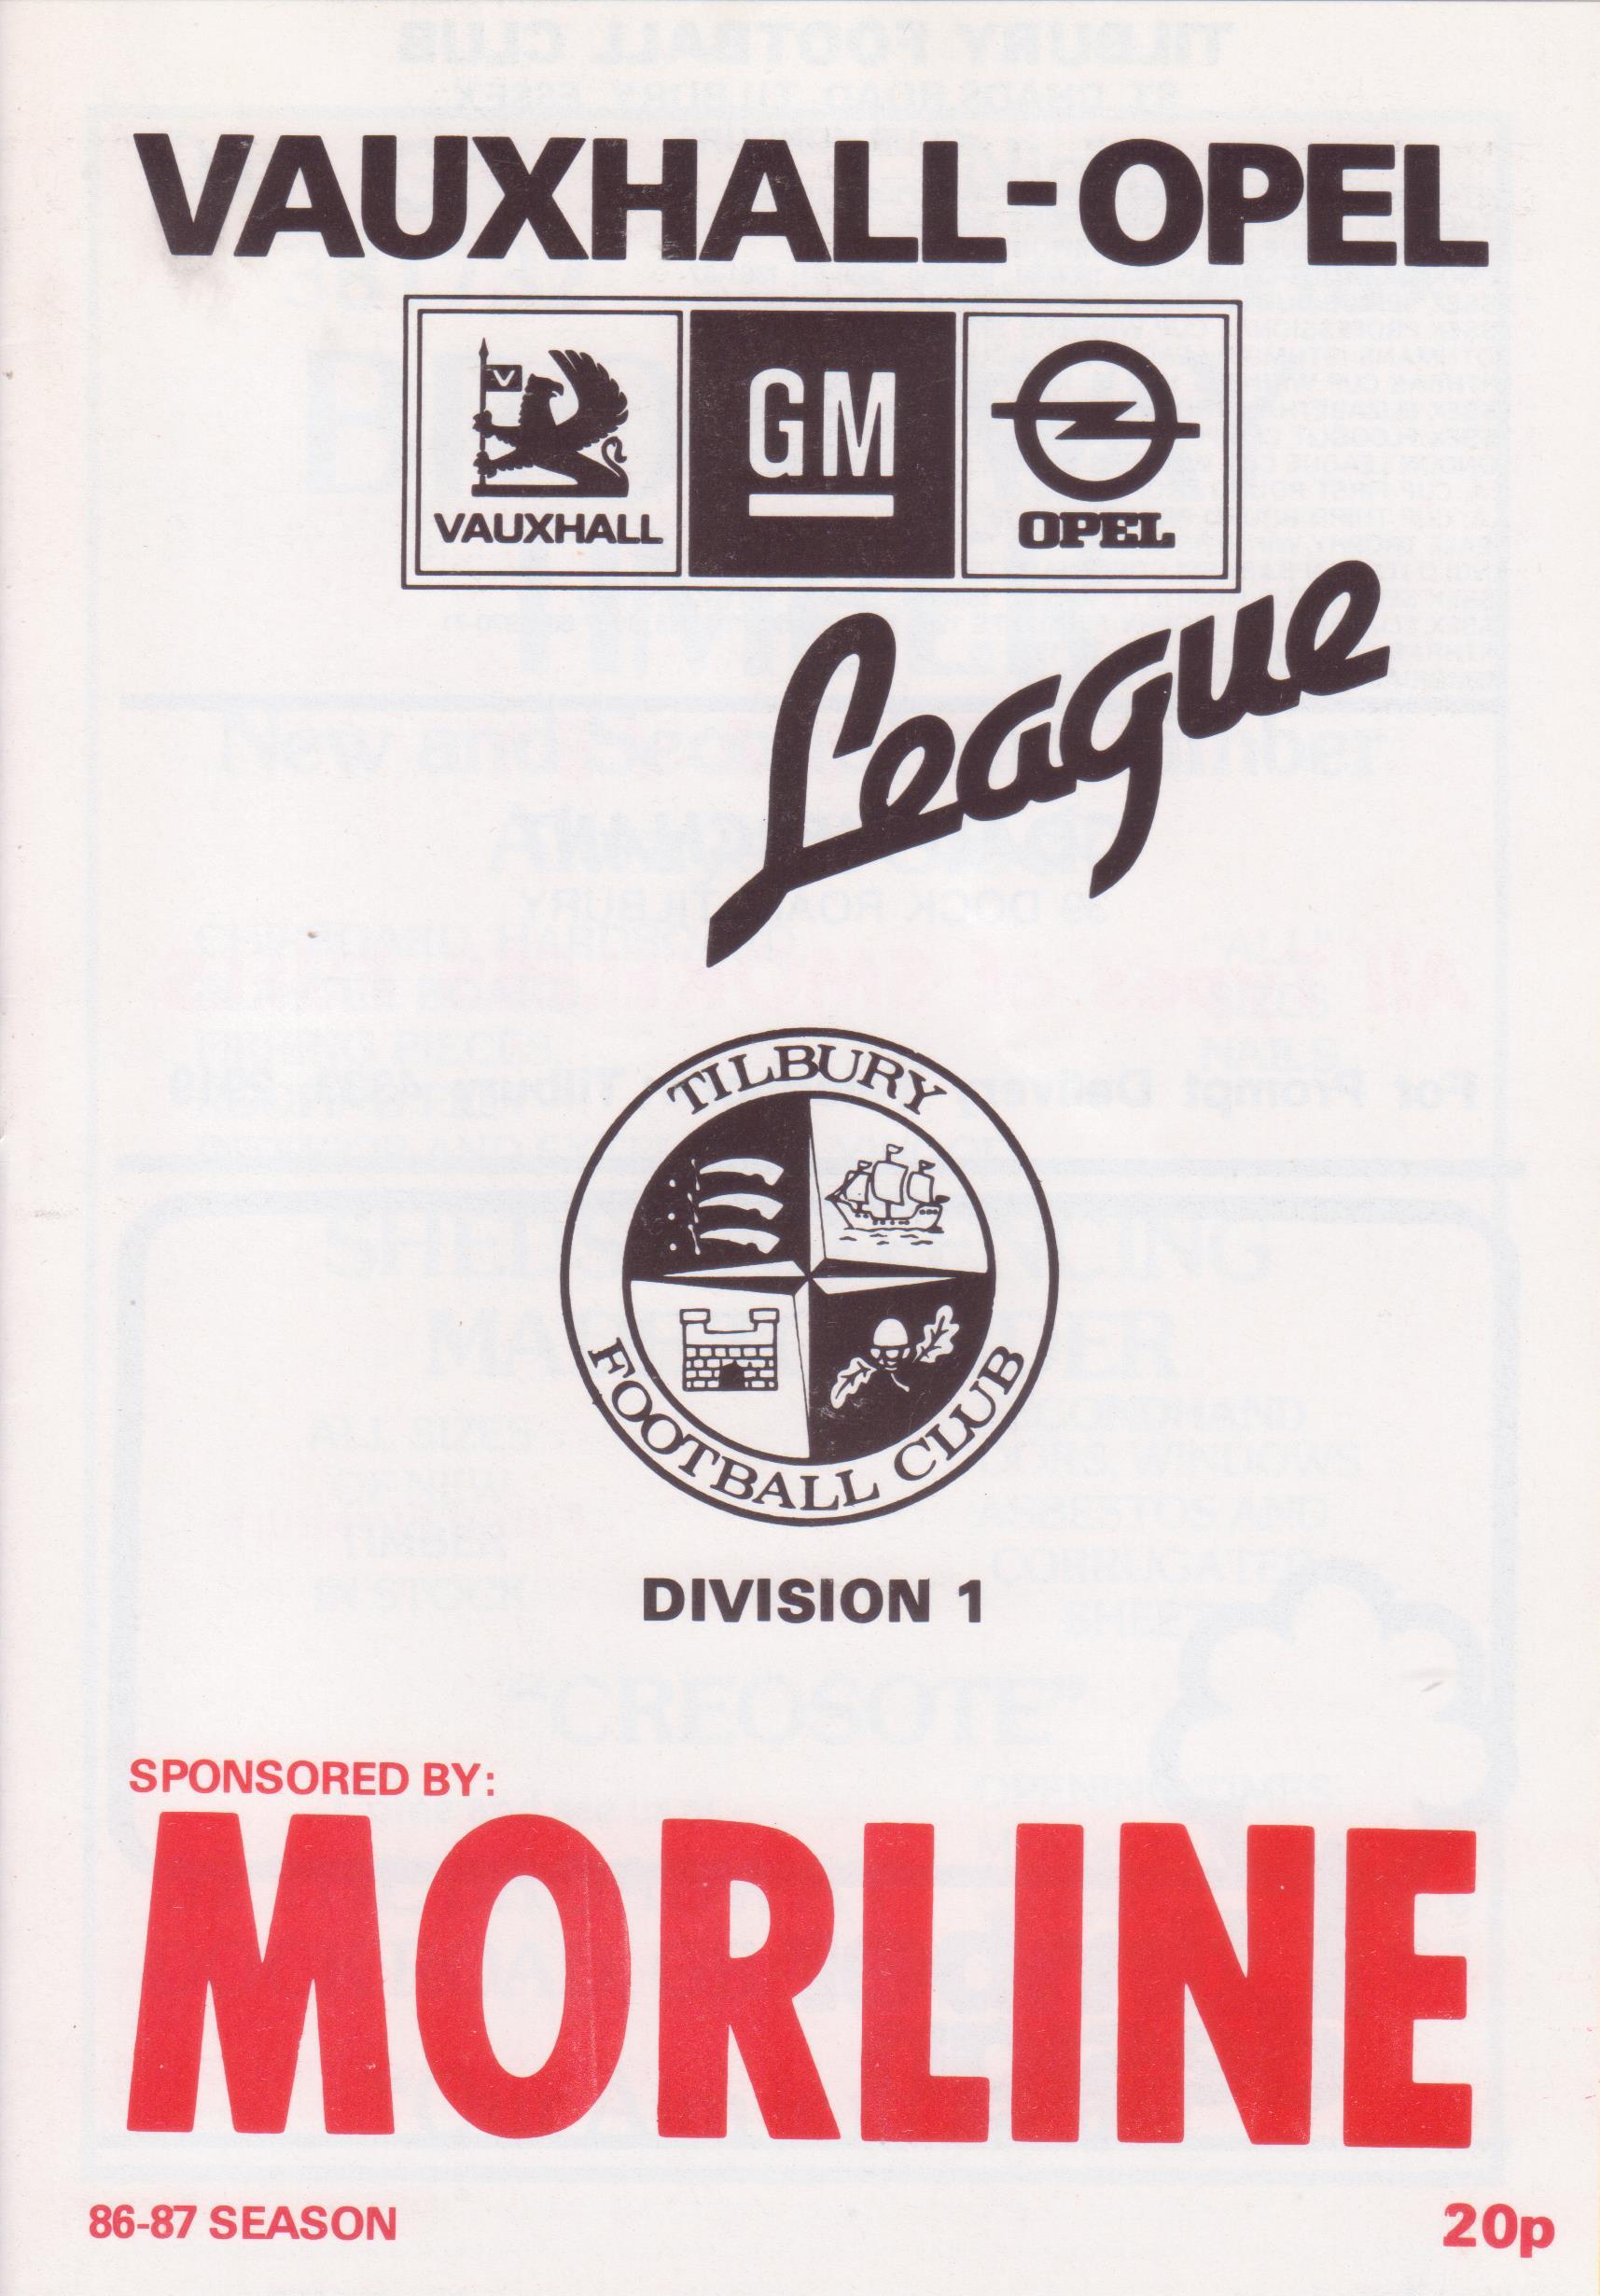 VAUXHALL-OPEL
V
VAUXHALL
GM
OPEL
League
TILBURY
FOOTBALL CLUB
DIVISION 1
SPONSORED BY:
MORLINE
86-87 SEASON
20p